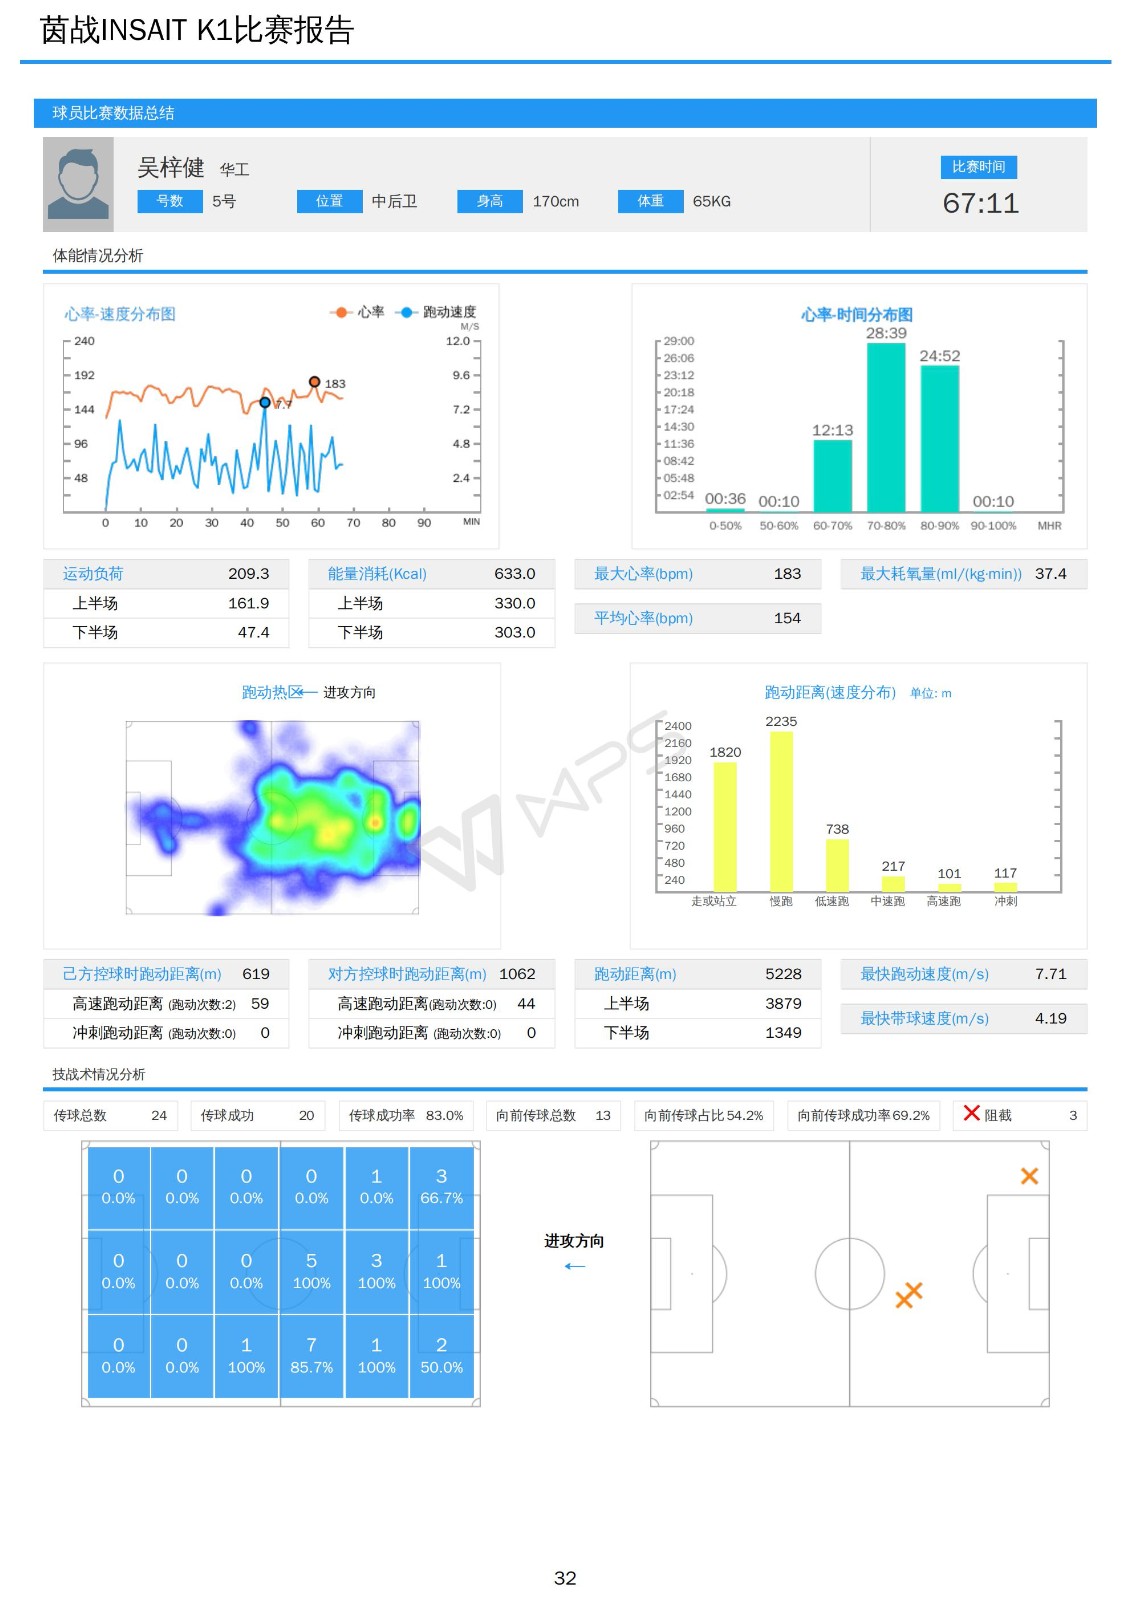 茵战INSAIT K1比赛报告
球员比赛数据总结
吴梓健 华工
号数 5号 位置 中后卫 身高 170cm 体重 65KG
比赛时间
67:11
体能情况分析
心率-速度分布图 心率 跑动速度
M/S
240 12.0
192 9.6
144 7.2
96 4.8
48 2.4
183
7.7
0 10 20 30 40 50 60 70 80 90 MIN
心率-时间分布图
29:00
26:06
23:12
20:18
17:24
14:30
11:36
08:42
05:48
02:54
00:36 00:10 12:13 28:39 24:52 00:10
0-50% 50-60% 60-70% 70-80% 80-90% 90-100% MHR
运动负荷 209.3
上半场 161.9
下半场 47.4
能量消耗(Kcal) 633.0
上半场 330.0
下半场 303.0
最大心率(bpm) 183
平均心率(bpm) 154
最大耗氧量(ml/(kg·min)) 37.4
跑动热区 进攻方向
跑动距离(速度分布) 单位: m
2400
2160
1920
1680
1440
1200
960
720
480
240
1820 2235 738 217 101 117
走或站立 慢跑 低速跑 中速跑 高速跑 冲刺
WPS
己方控球时跑动距离(m) 619
高速跑动距离 (跑动次数:2) 59
冲刺跑动距离 (跑动次数:0) 0
对方控球时跑动距离(m) 1062
高速跑动距离(跑动次数:0) 44
冲刺跑动距离 (跑动次数:0) 0
跑动距离(m) 5228
上半场 3879
下半场 1349
最快跑动速度(m/s) 7.71
最快带球速度(m/s) 4.19
技战术情况分析
传球总数 24 传球成功 20 传球成功率 83.0% 向前传球总数 13 向前传球占比 54.2% 向前传球成功率 69.2% 阻截 3
0 0 0 0 1 3
0.0% 0.0% 0.0% 0.0% 0.0% 66.7%
0 0 0 5 3 1
0.0% 0.0% 0.0% 100% 100% 100%
0 0 1 7 1 2
0.0% 0.0% 100% 85.7% 100% 50.0%
进攻方向
32